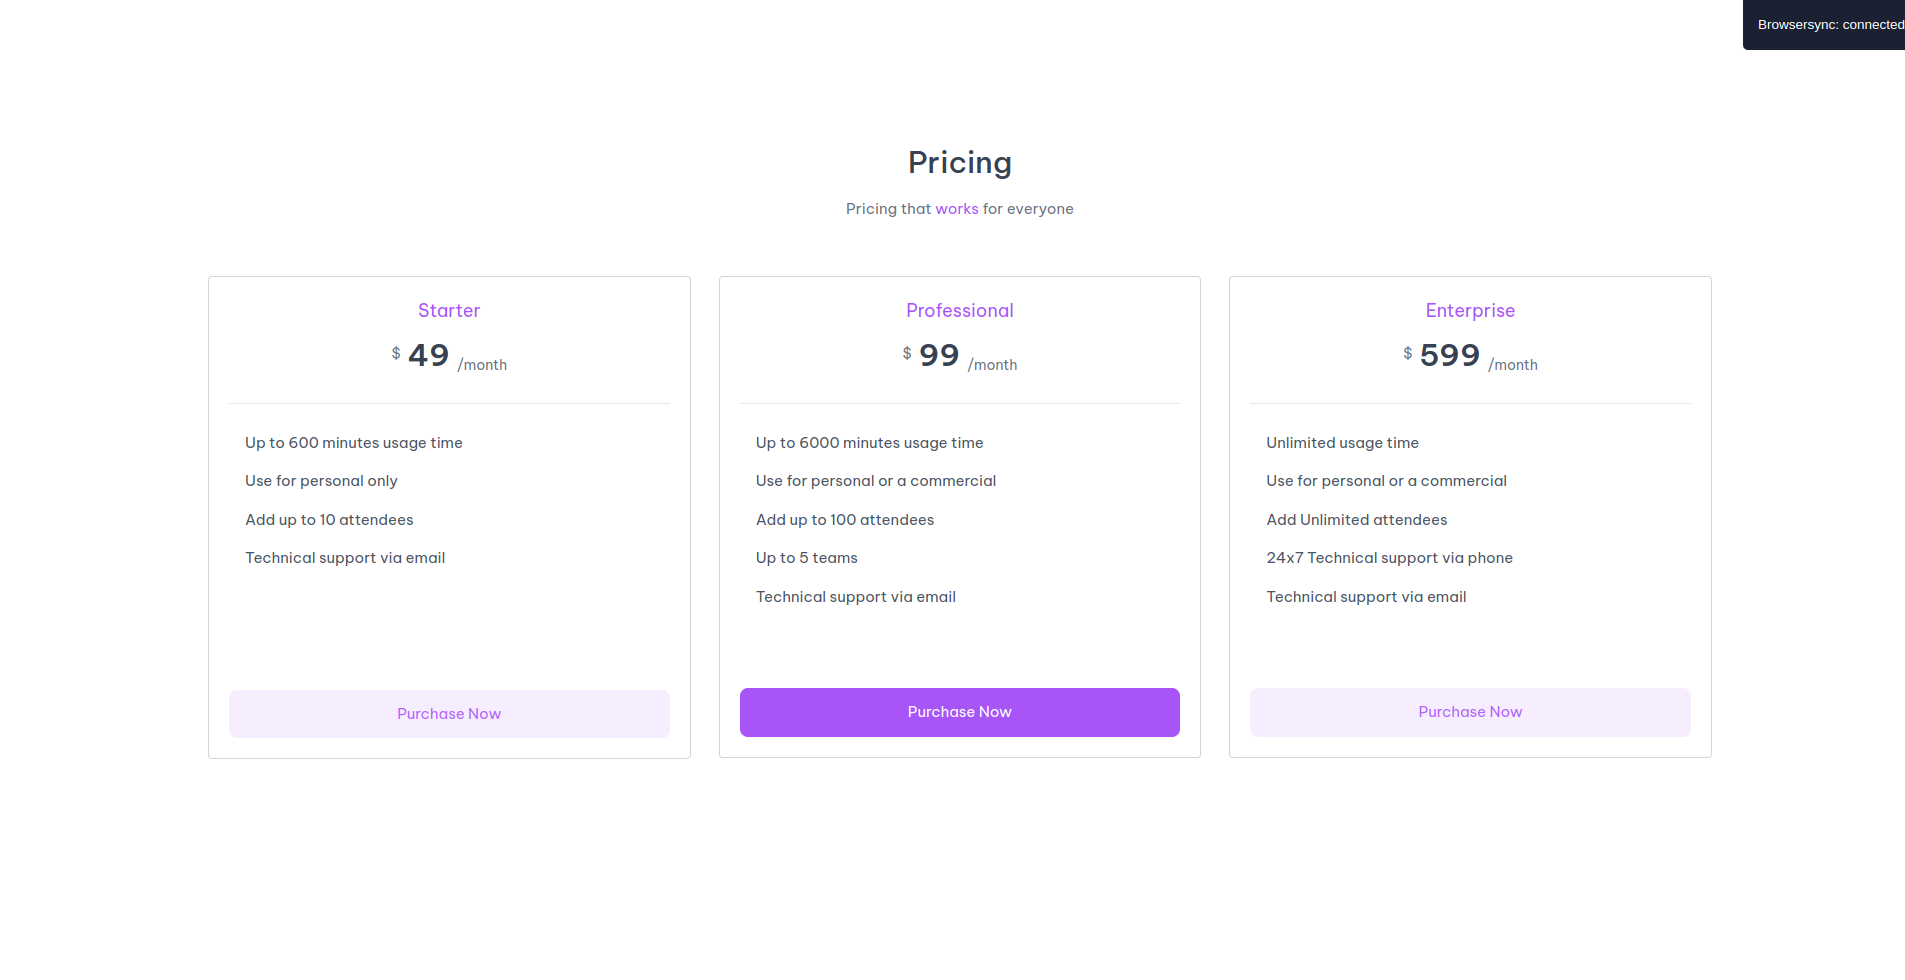 Browsersync: connected
Pricing
Pricing that works for everyone
Starter
$ 49 /month
Up to 600 minutes usage time
Use for personal only
Add up to 10 attendees
Technical support via email
Purchase Now
Professional
$ 99 /month
Up to 6000 minutes usage time
Use for personal or a commercial
Add up to 100 attendees
Up to 5 teams
Technical support via email
Purchase Now
Enterprise
$ 599 /month
Unlimited usage time
Use for personal or a commercial
Add Unlimited attendees
24x7 Technical support via phone
Technical support via email
Purchase Now